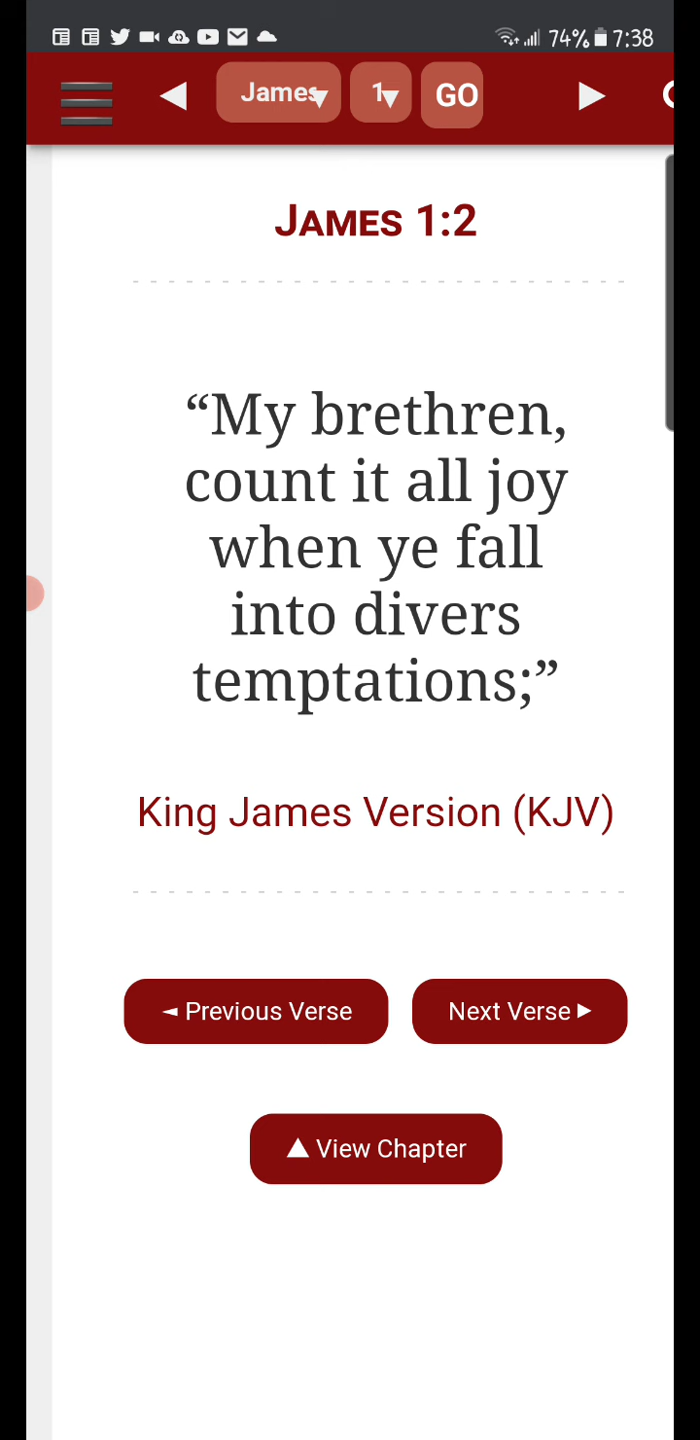 74% 7:38
James 1 GO
JAMES 1:2
“My brethren,
count it all joy
when ye fall
into divers
temptations;”
King James Version (KJV)
◄ Previous Verse Next Verse ►
▲ View Chapter